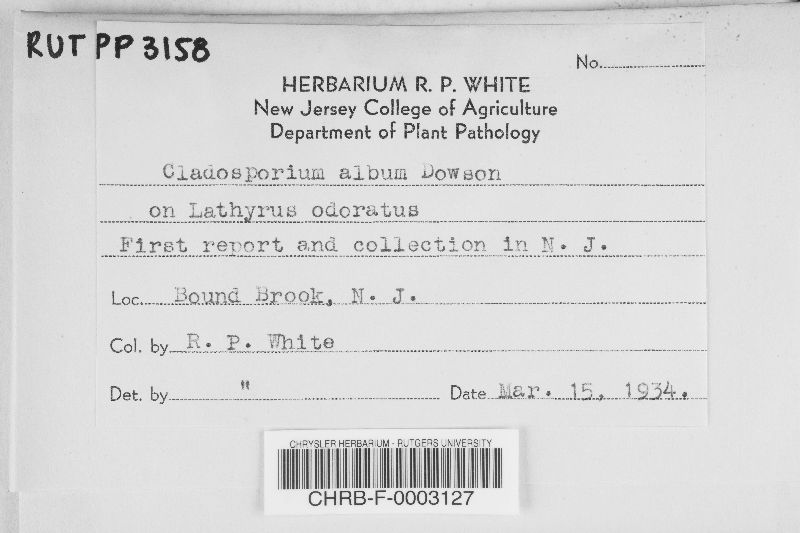 RUT PP 3158
No.
HERBARIUM R. P. WHITE
New Jersey College of Agriculture
Department of Plant Pathology
Cladosporium album Dowson
on Lathyrus odoratus
First report and collection in N. J.
Loc. Bound Brook, N. J.
Col. by R. P. White
Det. by " Date Mar. 15, 1934.
CHRYSLER HERBARIUM - RUTGERS UNIVERSITY
CHRB-F-0003127